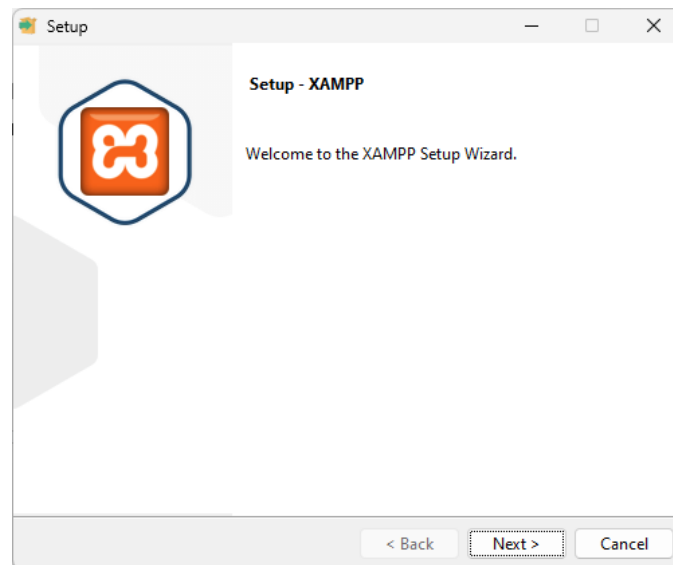 Setup
Setup - XAMPP
Welcome to the XAMPP Setup Wizard.
< Back
Next >
Cancel